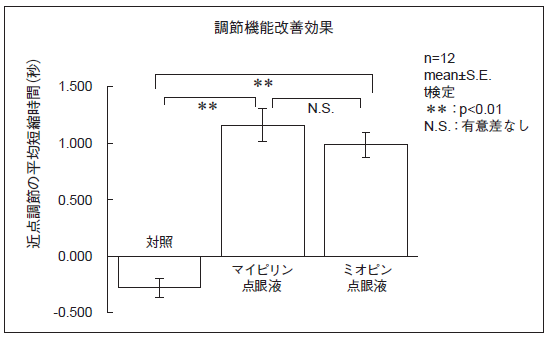 調節機能改善効果
n=12
mean±S.E.
t検定
＊＊：p<0.01
N.S.：有意差なし
近点調節の平均短縮時間（秒）
1.500
1.000
0.500
0.000
-0.500
＊＊
＊＊
N.S.
対照
マイピリン
点眼液
ミオピン
点眼液